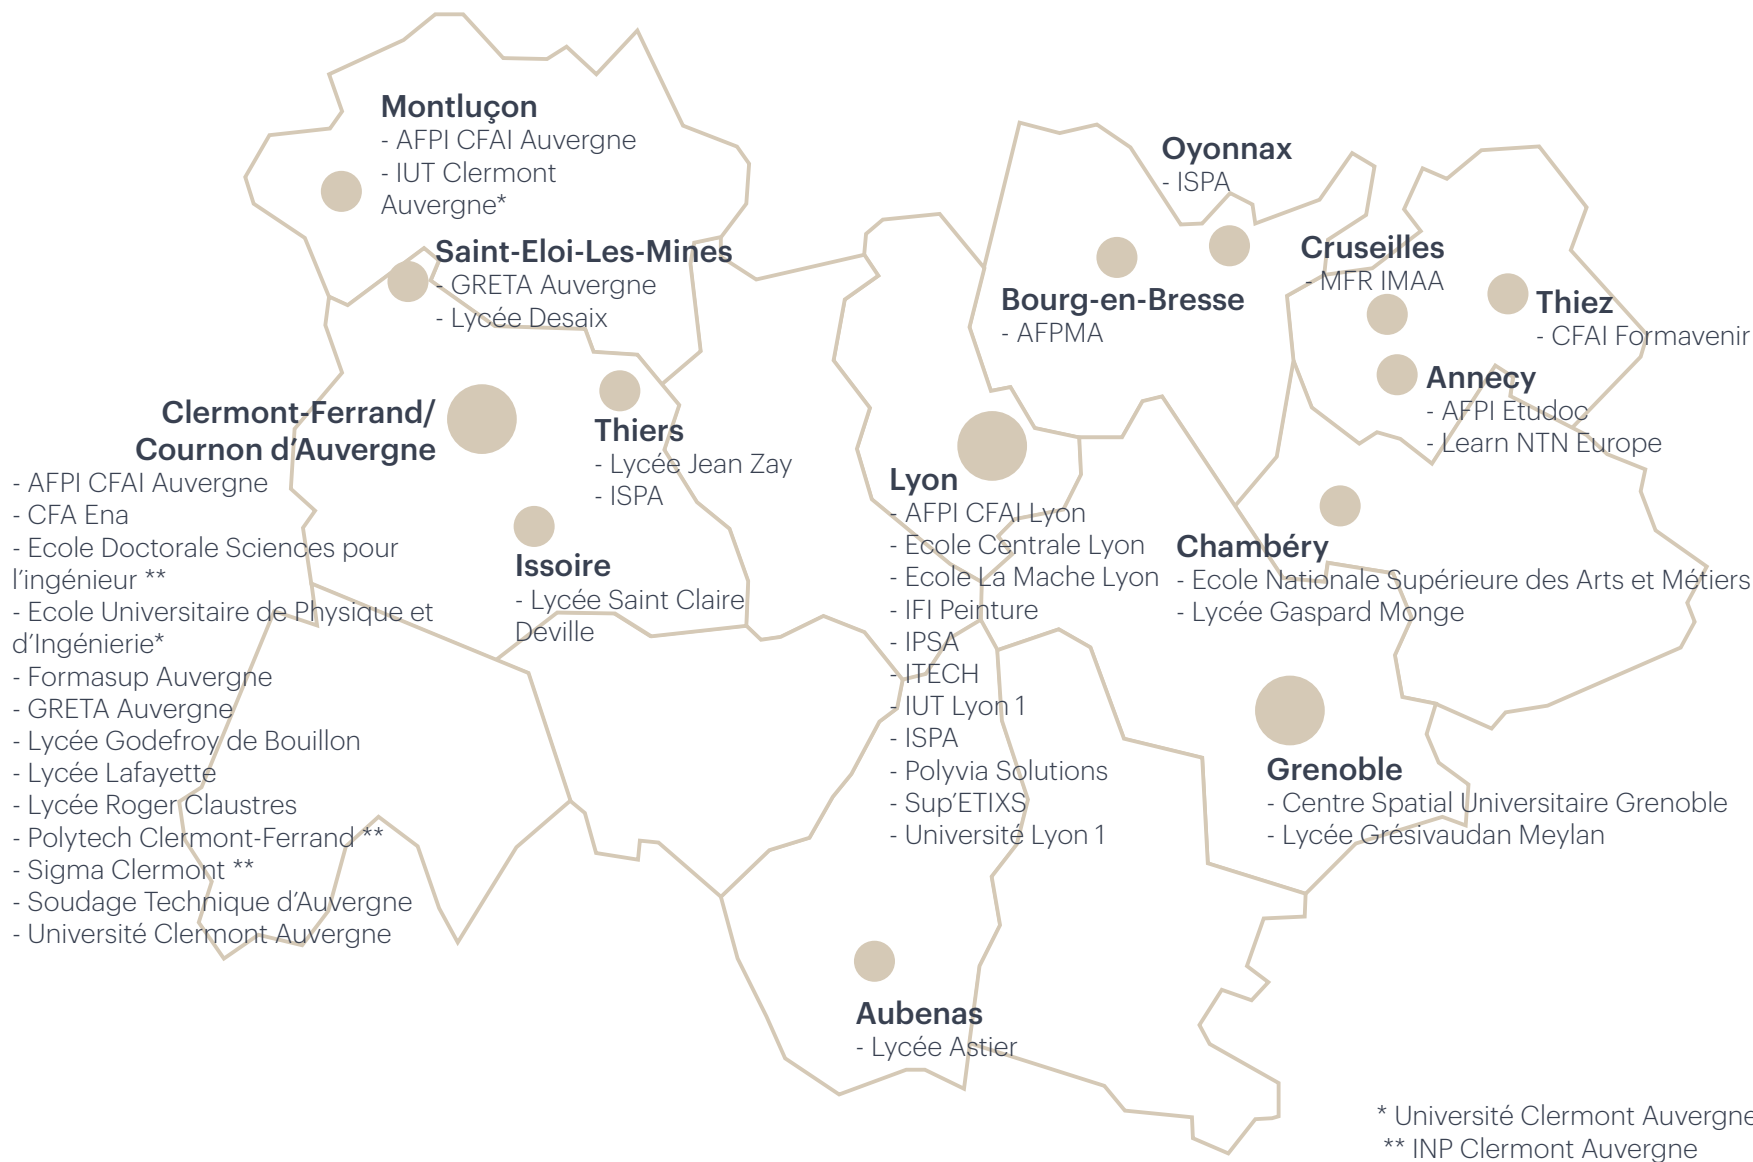 Montluçon
- AFPI CFAI Auvergne
- IUT Clermont
Auvergne*
Saint-Eloi-Les-Mines
- GRETA Auvergne
- Lycée Desaix
Clermont-Ferrand/
Cournon d'Auvergne
- AFPI CFAI Auvergne
- CFA Ena
- Ecole Doctorale Sciences pour
l'ingénieur **
- Ecole Universitaire de Physique et
d'Ingénierie*
- Formasup Auvergne
- GRETA Auvergne
- Lycée Godefroy de Bouillon
- Lycée Lafayette
- Lycée Roger Claustres
- Polytech Clermont-Ferrand **
- Sigma Clermont **
- Soudage Technique d'Auvergne
- Université Clermont Auvergne
Thiers
- Lycée Jean Zay
- ISPA
Issoire
- Lycée Saint Claire
Deville
Oyonnax
- ISPA
Bourg-en-Bresse
- AFPMA
Cruseilles
- MFR IMAA
Thiez
- CFAI Formavenir
Annecy
- AFPI Etudoc
- Learn NTN Europe
Lyon
- AFPI CFAI Lyon
- Ecole Centrale Lyon
- Ecole La Mache Lyon
- IFI Peinture
- IPSA
- ITECH
- IUT Lyon 1
- ISPA
- Polyvia Solutions
- Sup'ETIXS
- Université Lyon 1
Chambéry
- Ecole Nationale Supérieure des Arts et Métiers
- Lycée Gaspard Monge
Grenoble
- Centre Spatial Universitaire Grenoble
- Lycée Grésivaudan Meylan
Aubenas
- Lycée Astier
* Université Clermont Auvergne
** INP Clermont Auvergne